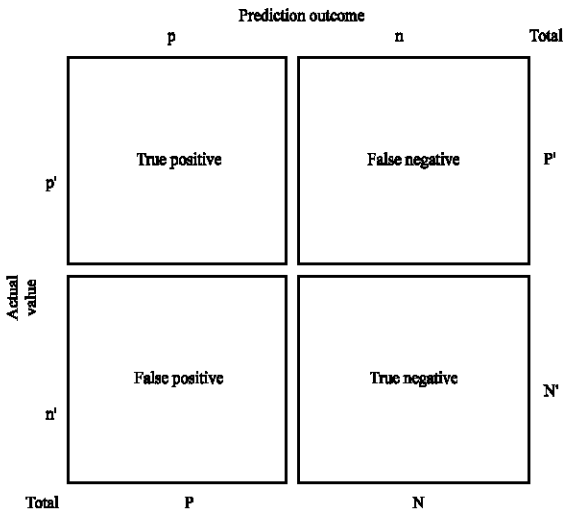 Prediction outcome
p n Total
True positive False negative P'
p'
Actual
value
False positive True negative
N'
n'
Total P N